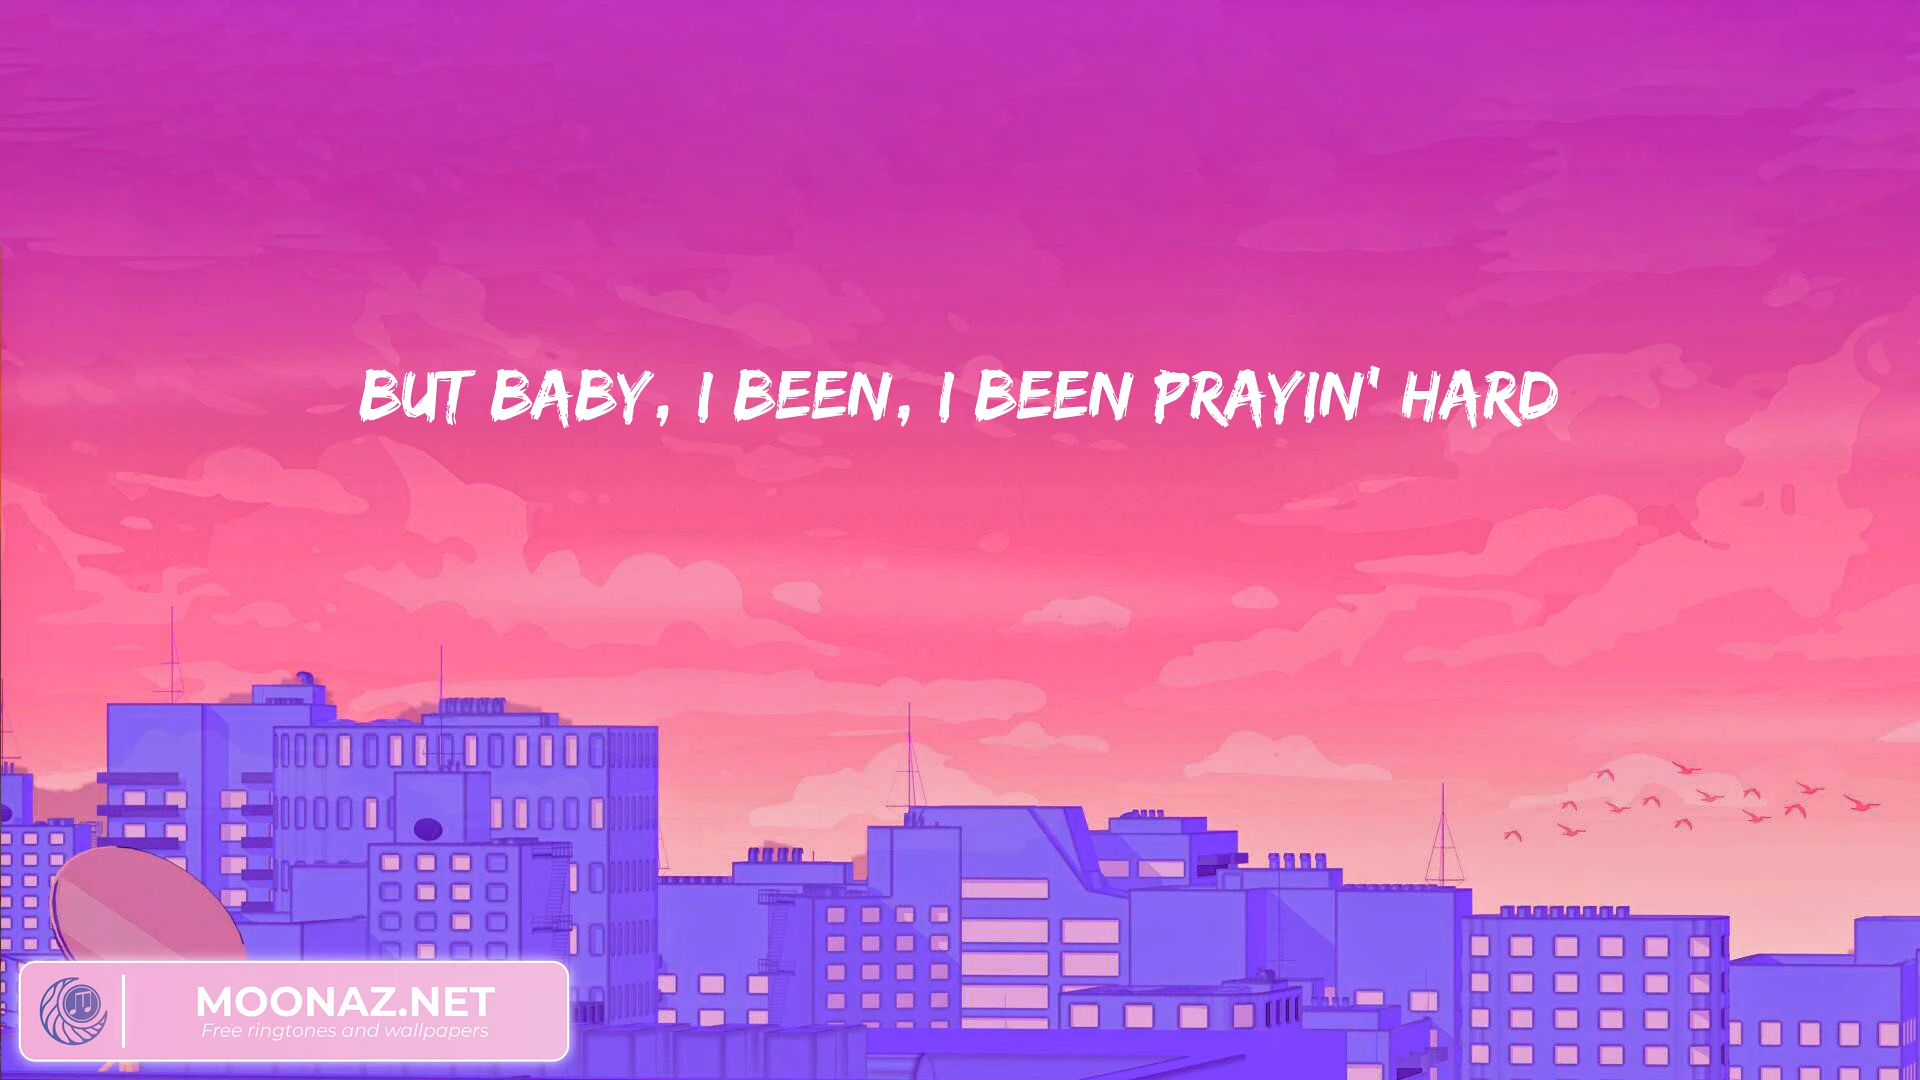 BUT BABY, I BEEN, I BEEN PRAYIN' HARD
MOONAZ.NET
Free ringtones and wallpapers